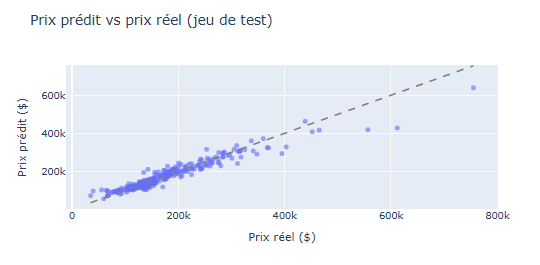 Prix prédit vs prix réel (jeu de test)
600k
400k
200k
Prix prédit ($)
0
200k
400k
600k
800k
Prix réel ($)